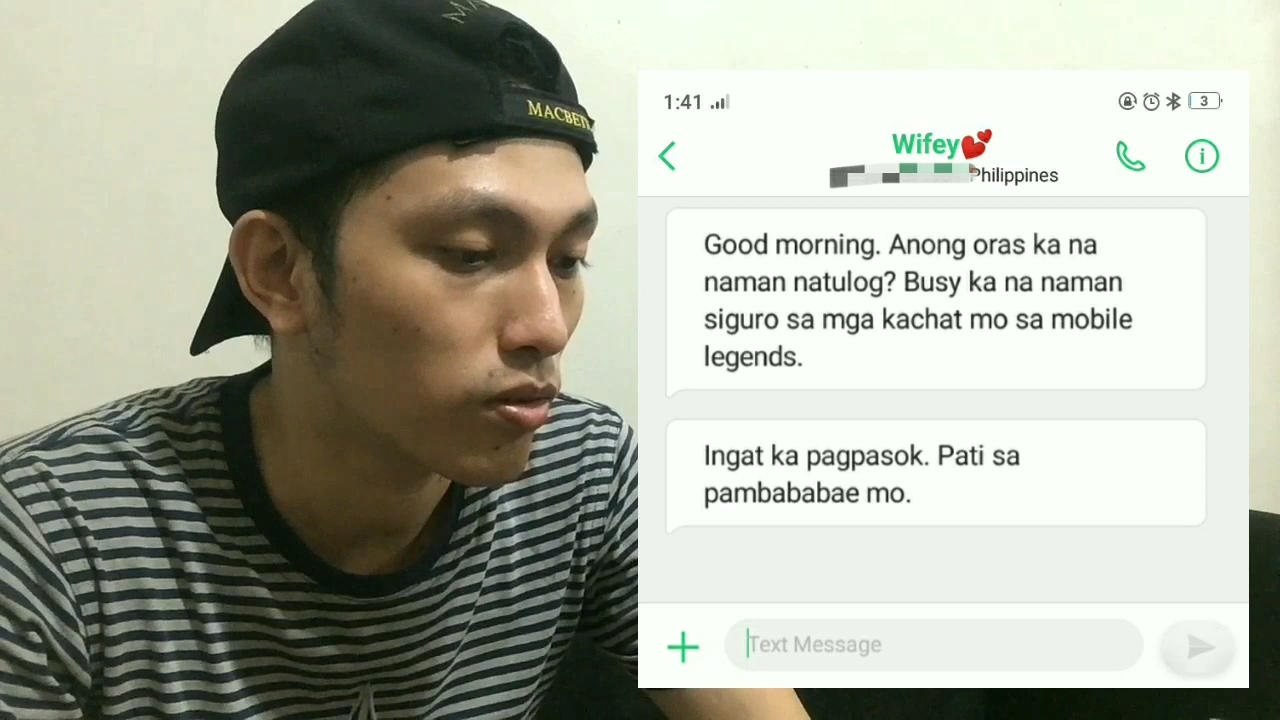 MACBETH
1:41
3
Wifey
Philippines
Good morning. Anong oras ka na
naman natulog? Busy ka na naman
siguro sa mga kachat mo sa mobile
legends.
Ingat ka pagpasok. Pati sa
pambababae mo.
Text Message